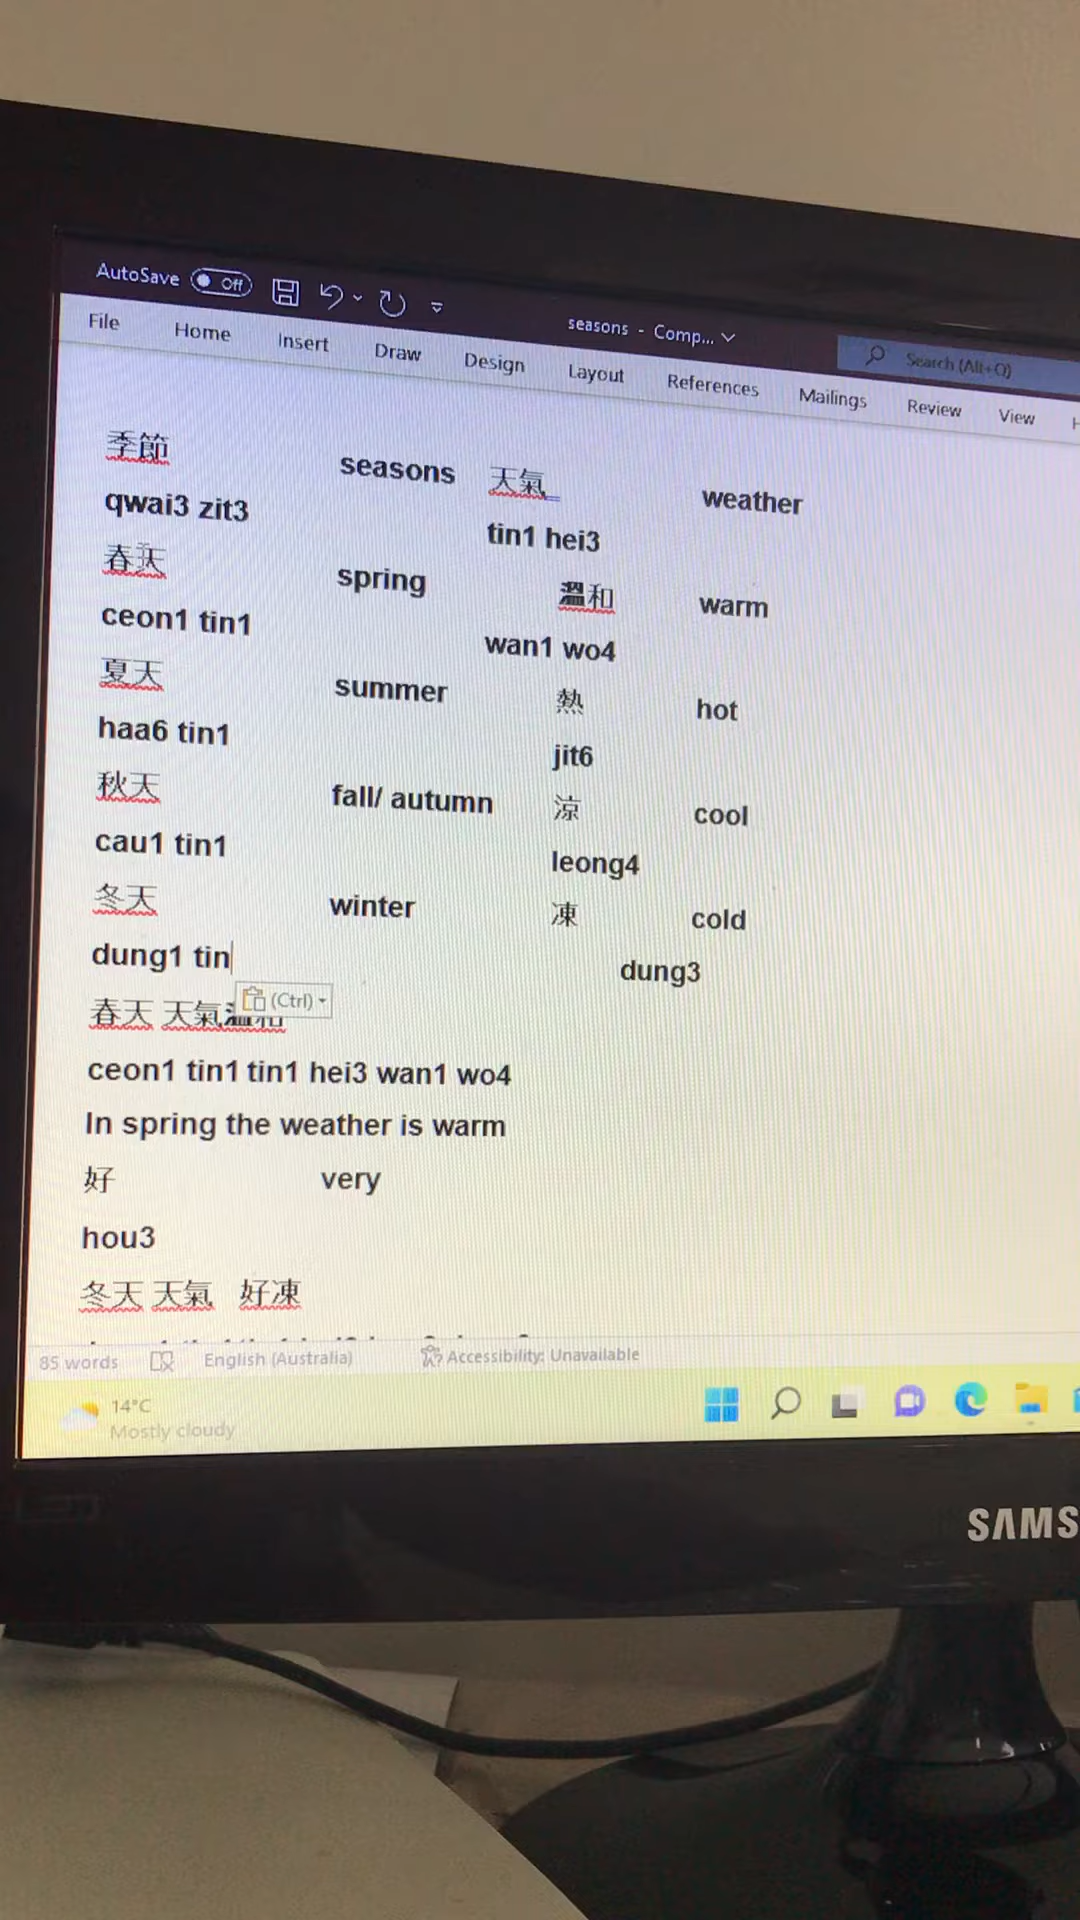 AutoSave Off
seasons - Comp...
Search (Alt+Q)
File Home Insert Draw Design Layout References Mailings Review View H
季節 seasons 天氣 weather
qwai3 zit3 tin1 hei3
春天 spring 溫和 warm
ceon1 tin1 wan1 wo4
夏天 summer 熱 hot
haa6 tin1 jit6
秋天 fall/ autumn 涼 cool
cau1 tin1 leong4
冬天 winter 凍 cold
dung1 tin dung3
(Ctrl)
春天 天氣溫和
ceon1 tin1 tin1 hei3 wan1 wo4
In spring the weather is warm
好 very
hou3
冬天 天氣 好凍
85 words English (Australia) Accessibility: Unavailable
14°C
Mostly cloudy
SAMS